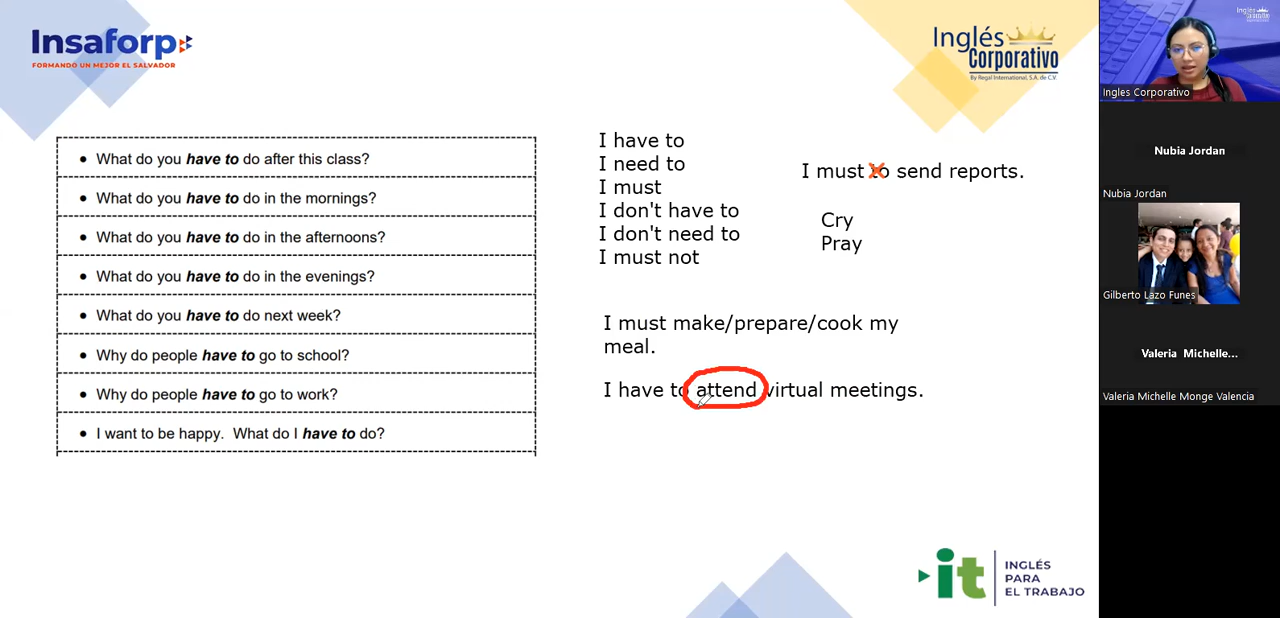 Insaforp
FORMANDO UN MEJOR EL SALVADOR
Inglés
Corporativo
By Regal International, S.A. de C.V.
• What do you have to do after this class?
• What do you have to do in the mornings?
• What do you have to do in the afternoons?
• What do you have to do in the evenings?
• What do you have to do next week?
• Why do people have to go to school?
• Why do people have to go to work?
• I want to be happy.  What do I have to do?
I have to
I need to
I must
I don't have to
I don't need to
I must not
I must to send reports.
Cry
Pray
I must make/prepare/cook my
meal.
I have to attend virtual meetings.
it
INGLÉS
PARA
EL TRABAJO
Ingles Corporativo
Nubia Jordan
Nubia Jordan
Gilberto Lazo Funes
Valeria Michelle...
Valeria Michelle Monge Valencia